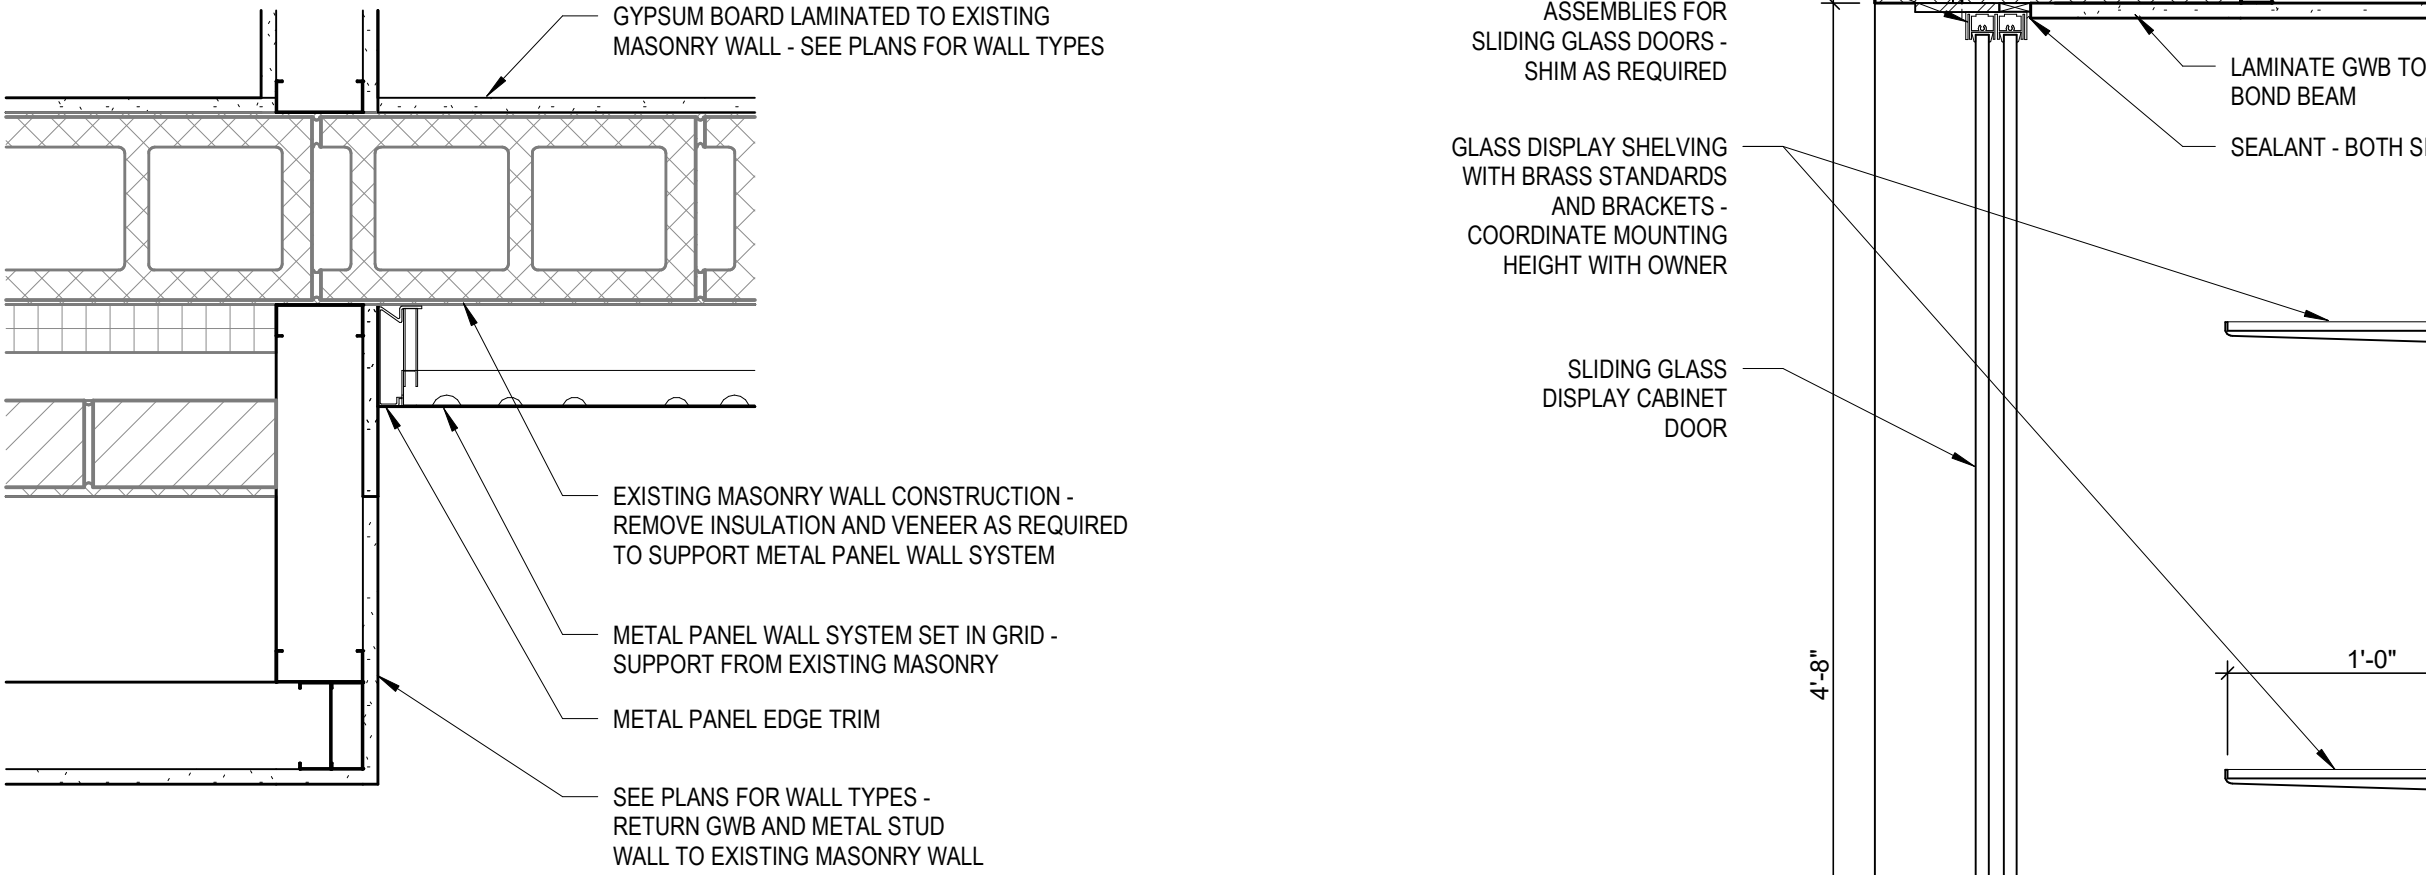 GYPSUM BOARD LAMINATED TO EXISTING
MASONRY WALL - SEE PLANS FOR WALL TYPES
EXISTING MASONRY WALL CONSTRUCTION -
REMOVE INSULATION AND VENEER AS REQUIRED
TO SUPPORT METAL PANEL WALL SYSTEM
METAL PANEL WALL SYSTEM SET IN GRID -
SUPPORT FROM EXISTING MASONRY
METAL PANEL EDGE TRIM
SEE PLANS FOR WALL TYPES -
RETURN GWB AND METAL STUD
WALL TO EXISTING MASONRY WALL
ASSEMBLIES FOR
SLIDING GLASS DOORS -
SHIM AS REQUIRED
GLASS DISPLAY SHELVING
WITH BRASS STANDARDS
AND BRACKETS -
COORDINATE MOUNTING
HEIGHT WITH OWNER
SLIDING GLASS
DISPLAY CABINET
DOOR
4'-8"
LAMINATE GWB TO
BOND BEAM
SEALANT - BOTH
1'-0"